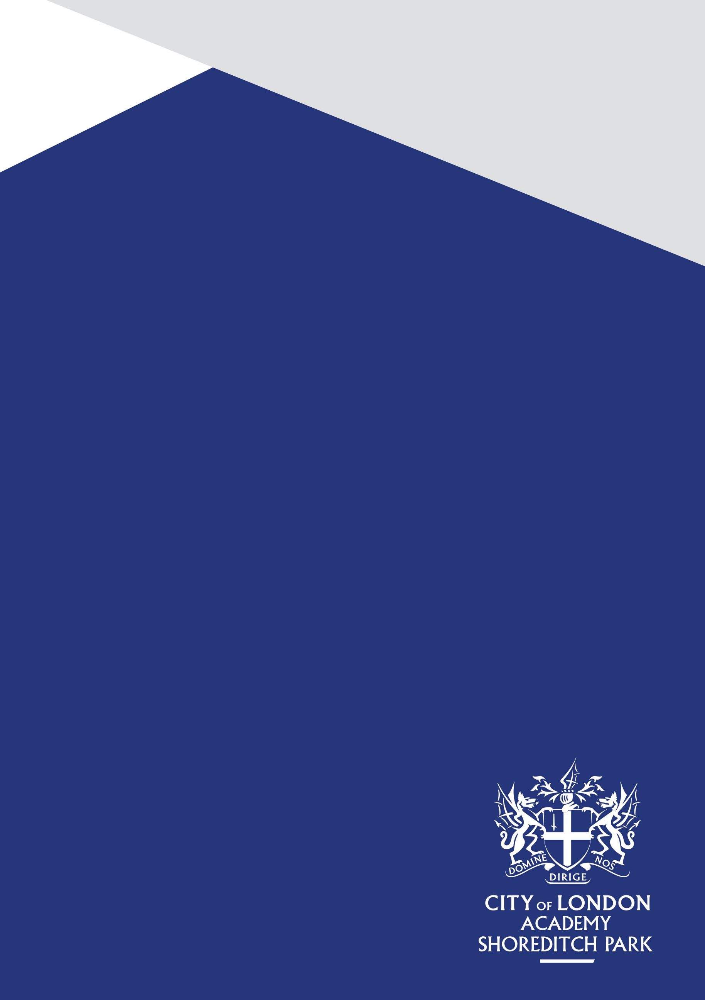 DOMINE NOS
DIRIGE
CITY OF LONDON
ACADEMY
SHOREDITCH PARK